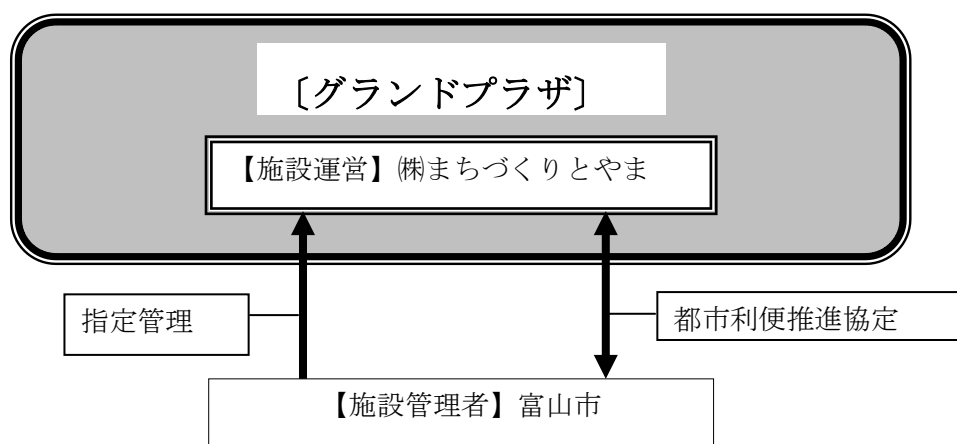 〔グランドプラザ〕
【施設運営】㈱まちづくりとやま
指定管理
都市利便推進協定
【施設管理者】富山市